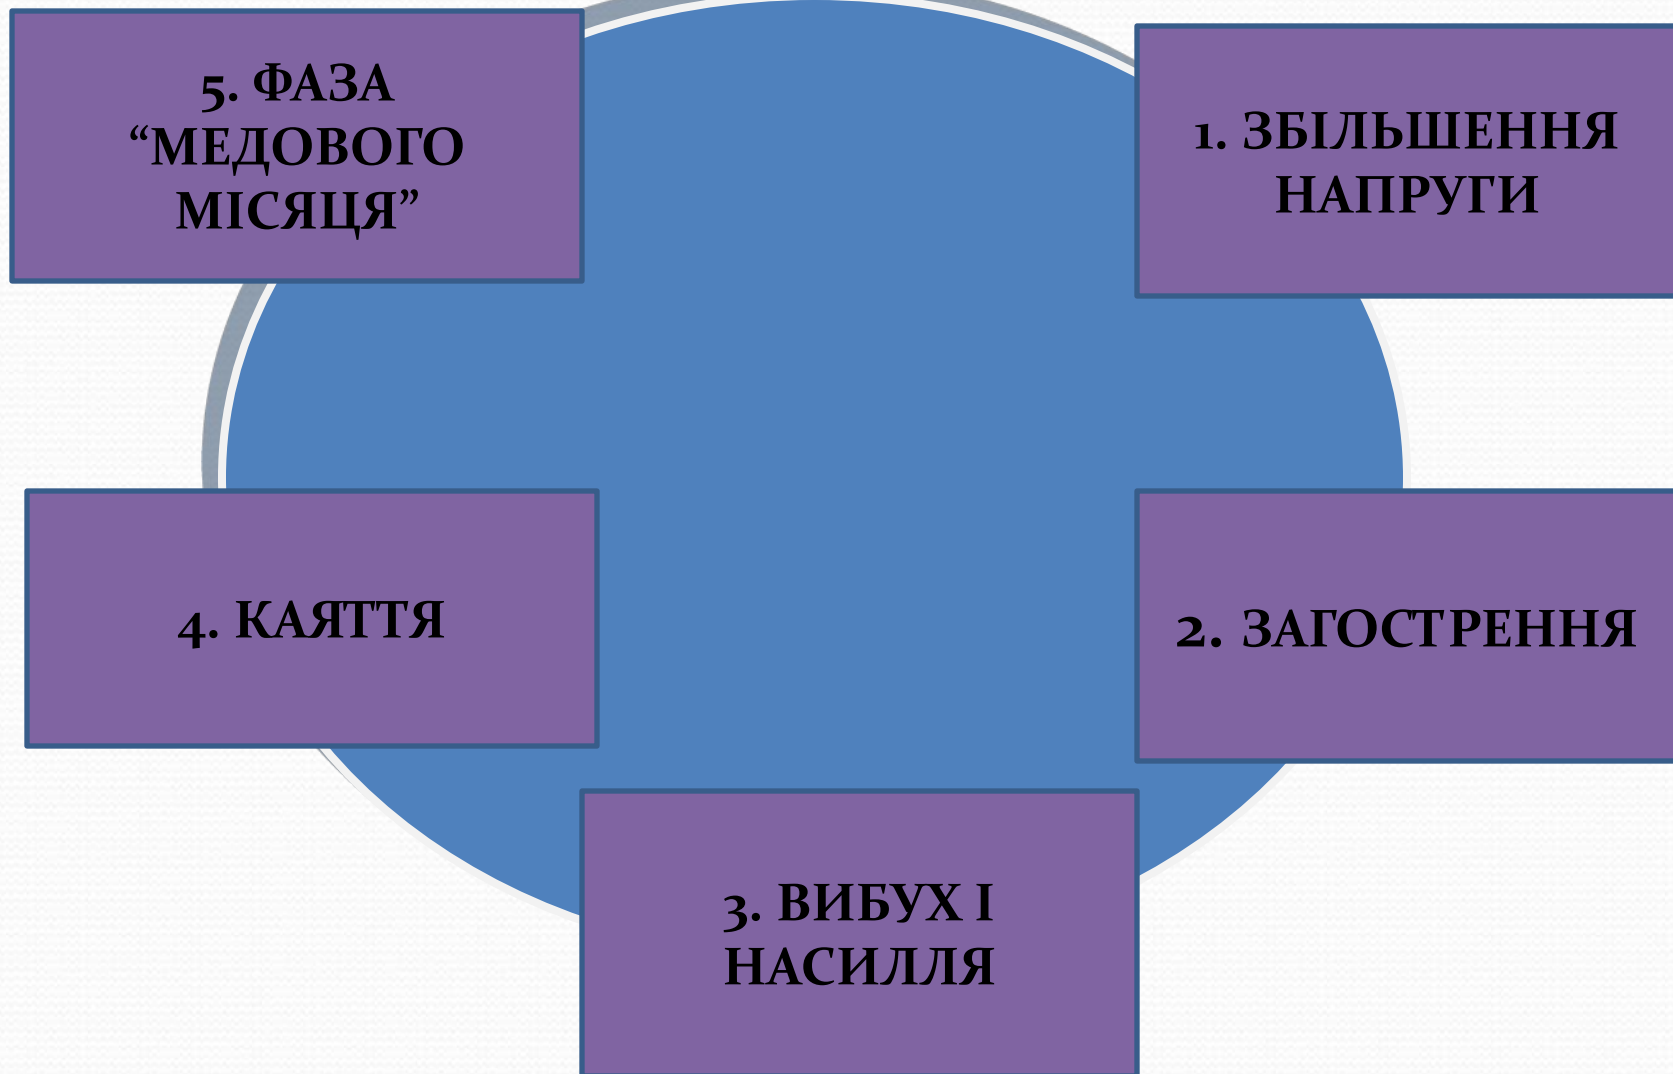 5. ФАЗА
“МЕДОВОГО
МІСЯЦЯ”
1. ЗБІЛЬШЕННЯ
НАПРУГИ
4. КАЯТТЯ
2. ЗАГОСТРЕННЯ
3. ВИБУХ І
НАСИЛЛЯ